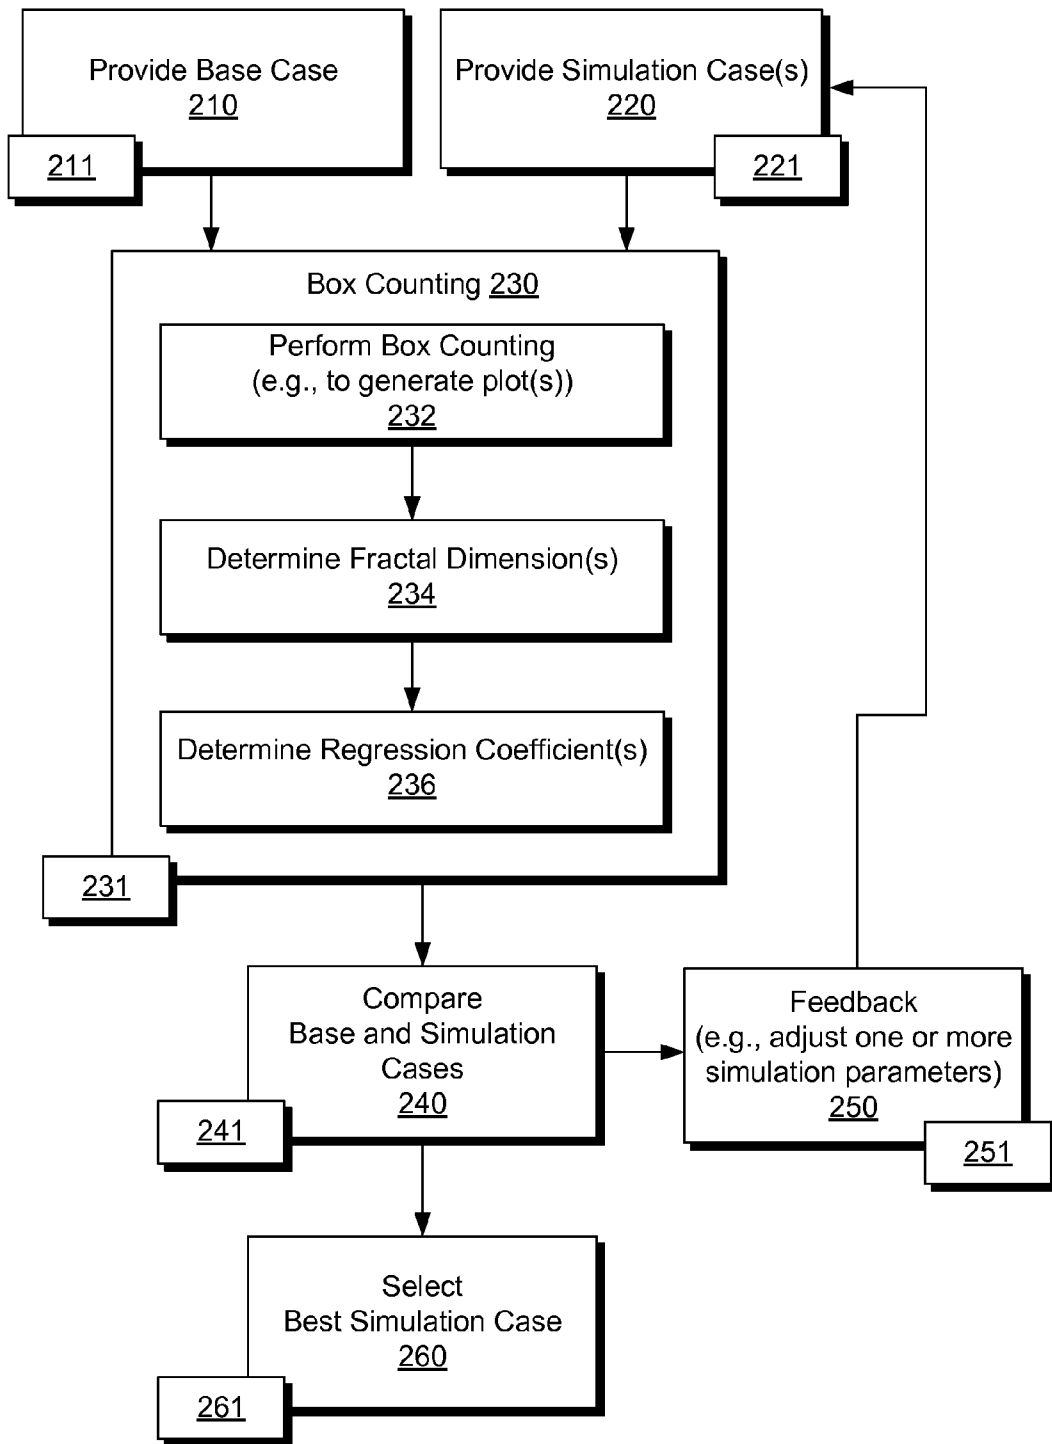 Provide Base Case
210
211
Provide Simulation Case(s)
220
221
Box Counting 230
Perform Box Counting
(e.g., to generate plot(s))
232
Determine Fractal Dimension(s)
234
Determine Regression Coefficient(s)
236
231
Compare
Base and Simulation
Cases
240
241
Feedback
(e.g., adjust one or more
simulation parameters)
250
251
Select
Best Simulation Case
260
261